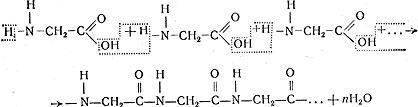 H O H O H O
H–N–CH₂–C OH + H N–CH₂–C OH +H N–CH₂–C OH +...→
H O H O H O
→ –N–CH₂–C–N–CH₂–C–N–CH₂–C... + nH₂O